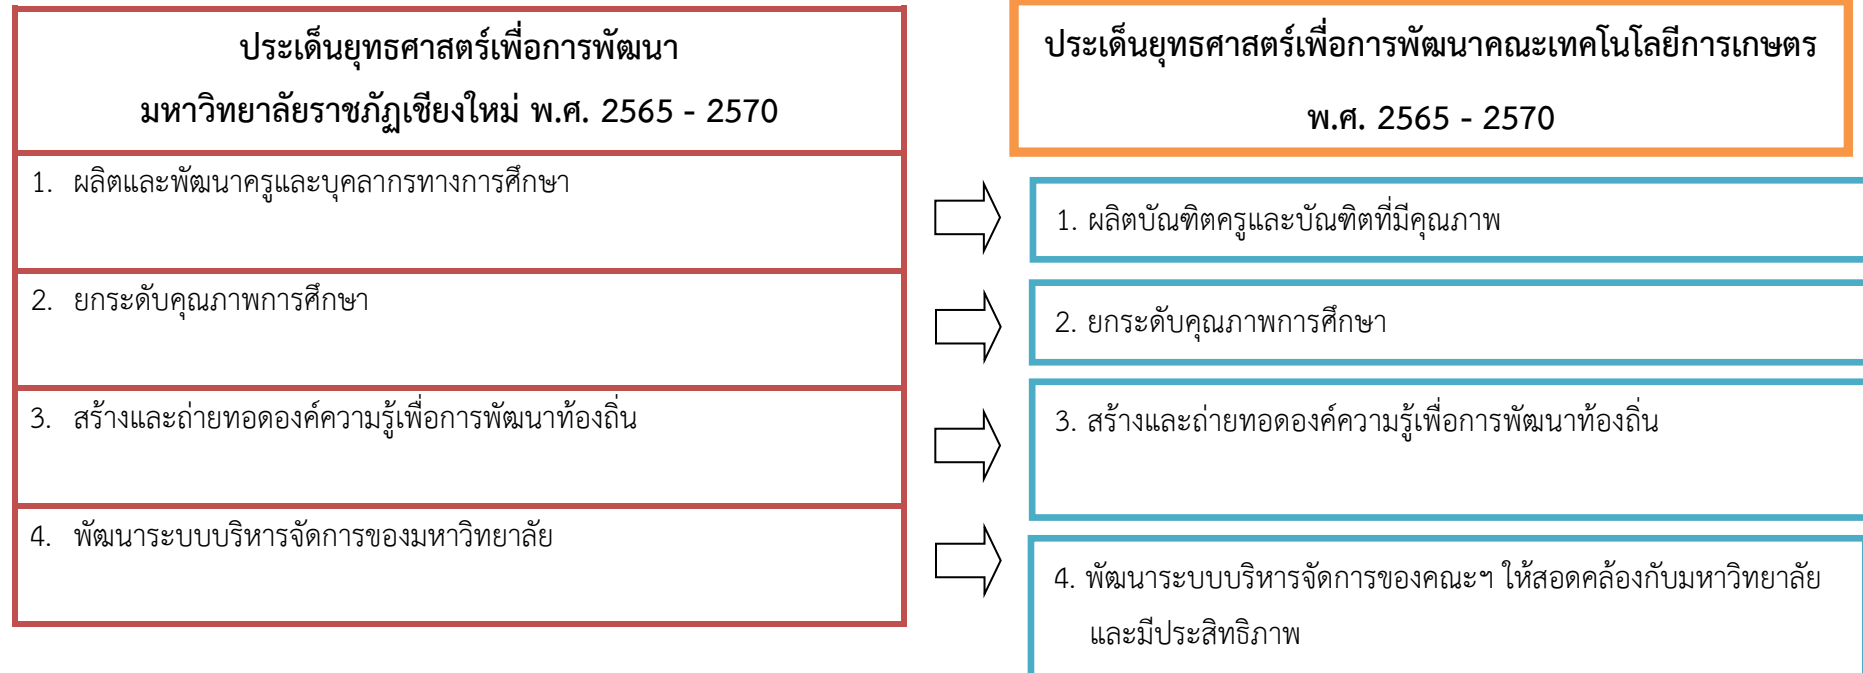 ประเด็นยุทธศาสตร์เพื่อการพัฒนา
มหาวิทยาลัยราชภัฏเชียงใหม่ พ.ศ. 2565 - 2570
1. ผลิตและพัฒนาครูและบุคลากรทางการศึกษา
2. ยกระดับคุณภาพการศึกษา
3. สร้างและถ่ายทอดองค์ความรู้เพื่อการพัฒนาท้องถิ่น
4. พัฒนาระบบบริหารจัดการของมหาวิทยาลัย
ประเด็นยุทธศาสตร์เพื่อการพัฒนาคณะเทคโนโลยีการเกษตร
พ.ศ. 2565 - 2570
1. ผลิตบัณฑิตครูและบัณฑิตที่มีคุณภาพ
2. ยกระดับคุณภาพการศึกษา
3. สร้างและถ่ายทอดองค์ความรู้เพื่อการพัฒนาท้องถิ่น
4. พัฒนาระบบบริหารจัดการของคณะฯ ให้สอดคล้องกับมหาวิทยาลัย
และมีประสิทธิภาพ